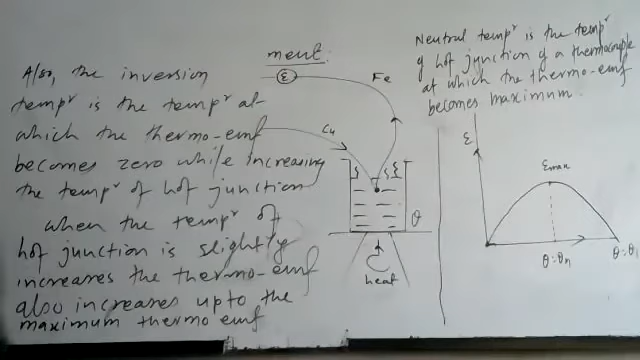 Also, the inversion
tempʳ is the tempʳ at
which the thermo-emf
becomes zero while increasing
the tempʳ of hot junction
when the tempʳ of
hot junction is slightly
increases the thermo-emf
also increases upto the
maximum thermo emf
ment:
ε
Fe
Cu
θ
heat
Neutral tempʳ is the tempʳ
of hot junction of a thermocouple
at which the thermo-emf
becomes maximum.
ε
εmax
θ=θn
θ=θi